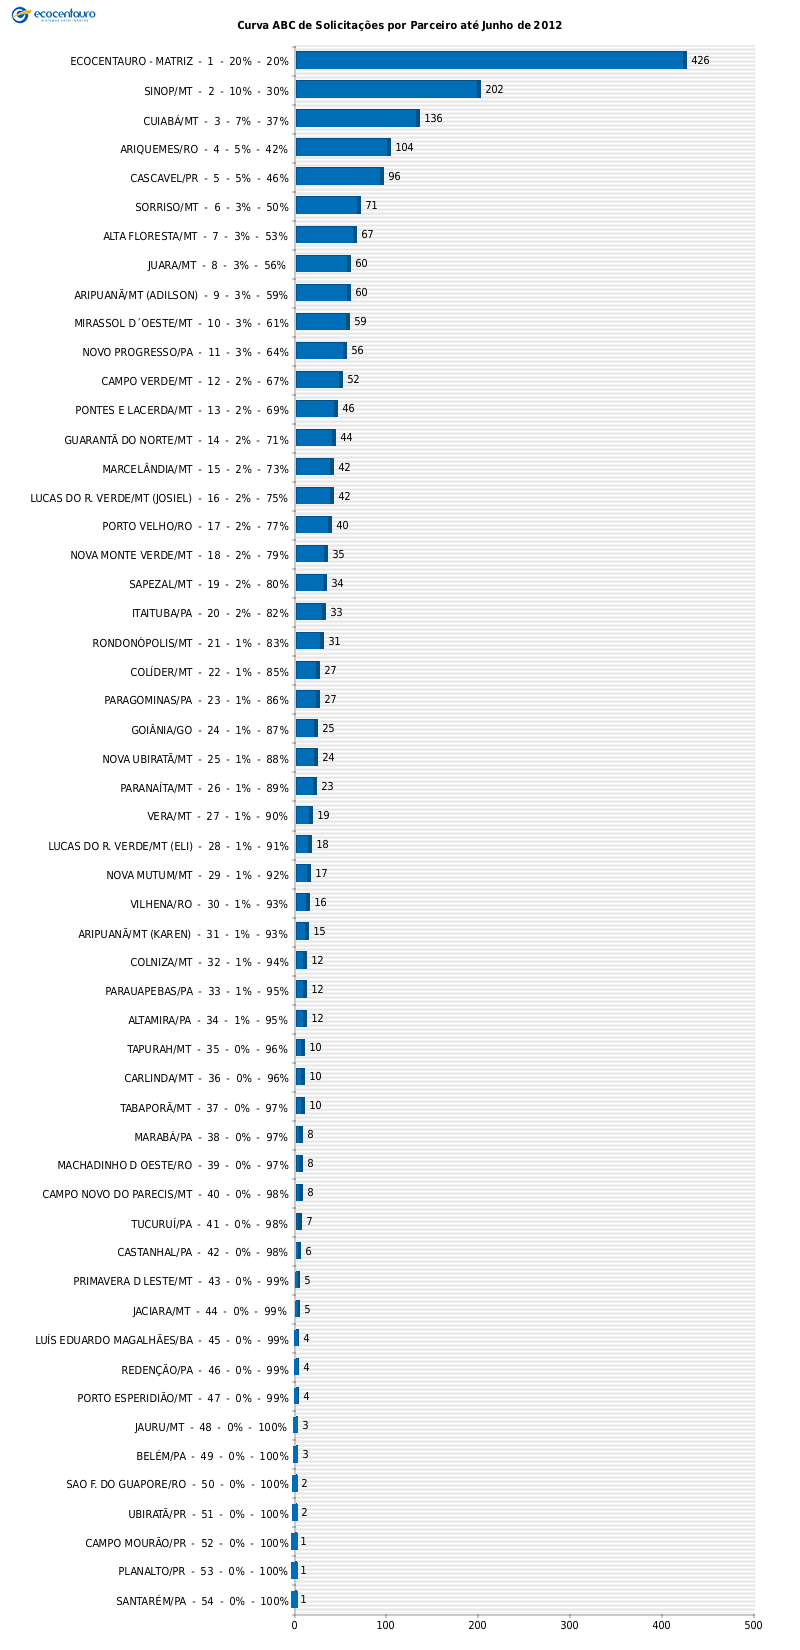 ecocentauro
Curva ABC de Solicitações por Parceiro até Junho de 2012
ECOCENTAURO - MATRIZ - 1 - 20% - 20% 426
SINOP/MT - 2 - 10% - 30% 202
CUIABÁ/MT - 3 - 7% - 37% 136
ARIQUEMES/RO - 4 - 5% - 42% 104
CASCAVEL/PR - 5 - 5% - 46% 96
SORRISO/MT - 6 - 3% - 50% 71
ALTA FLORESTA/MT - 7 - 3% - 53% 67
JUARA/MT - 8 - 3% - 56% 60
ARIPUANÃ/MT (ADILSON) - 9 - 3% - 59% 60
MIRASSOL D´OESTE/MT - 10 - 3% - 61% 59
NOVO PROGRESSO/PA - 11 - 3% - 64% 56
CAMPO VERDE/MT - 12 - 2% - 67% 52
PONTES E LACERDA/MT - 13 - 2% - 69% 46
GUARANTÃ DO NORTE/MT - 14 - 2% - 71% 44
MARCELÂNDIA/MT - 15 - 2% - 73% 42
LUCAS DO R. VERDE/MT (JOSIEL) - 16 - 2% - 75% 42
PORTO VELHO/RO - 17 - 2% - 77% 40
NOVA MONTE VERDE/MT - 18 - 2% - 79% 35
SAPEZAL/MT - 19 - 2% - 80% 34
ITAITUBA/PA - 20 - 2% - 82% 33
RONDONÓPOLIS/MT - 21 - 1% - 83% 31
COLÍDER/MT - 22 - 1% - 85% 27
PARAGOMINAS/PA - 23 - 1% - 86% 27
GOIÂNIA/GO - 24 - 1% - 87% 25
NOVA UBIRATÃ/MT - 25 - 1% - 88% 24
PARANAÍTA/MT - 26 - 1% - 89% 23
VERA/MT - 27 - 1% - 90% 19
LUCAS DO R. VERDE/MT (ELI) - 28 - 1% - 91% 18
NOVA MUTUM/MT - 29 - 1% - 92% 17
VILHENA/RO - 30 - 1% - 93% 16
ARIPUANÃ/MT (KAREN) - 31 - 1% - 93% 15
COLNIZA/MT - 32 - 1% - 94% 12
PARAUAPEBAS/PA - 33 - 1% - 95% 12
ALTAMIRA/PA - 34 - 1% - 95% 12
TAPURAH/MT - 35 - 0% - 96% 10
CARLINDA/MT - 36 - 0% - 96% 10
TABAPORÃ/MT - 37 - 0% - 97% 10
MARABÁ/PA - 38 - 0% - 97% 8
MACHADINHO D OESTE/RO - 39 - 0% - 97% 8
CAMPO NOVO DO PARECIS/MT - 40 - 0% - 98% 8
TUCURUÍ/PA - 41 - 0% - 98% 7
CASTANHAL/PA - 42 - 0% - 98% 6
PRIMAVERA D LESTE/MT - 43 - 0% - 99% 5
JACIARA/MT - 44 - 0% - 99% 5
LUÍS EDUARDO MAGALHÃES/BA - 45 - 0% - 99% 4
REDENÇÃO/PA - 46 - 0% - 99% 4
PORTO ESPERIDIÃO/MT - 47 - 0% - 99% 4
JAURU/MT - 48 - 0% - 100% 3
BELÉM/PA - 49 - 0% - 100% 3
SAO F. DO GUAPORE/RO - 50 - 0% - 100% 2
UBIRATÃ/PR - 51 - 0% - 100% 2
CAMPO MOURÃO/PR - 52 - 0% - 100% 1
PLANALTO/PR - 53 - 0% - 100% 1
SANTARÉM/PA - 54 - 0% - 100% 1
0 100 200 300 400 500